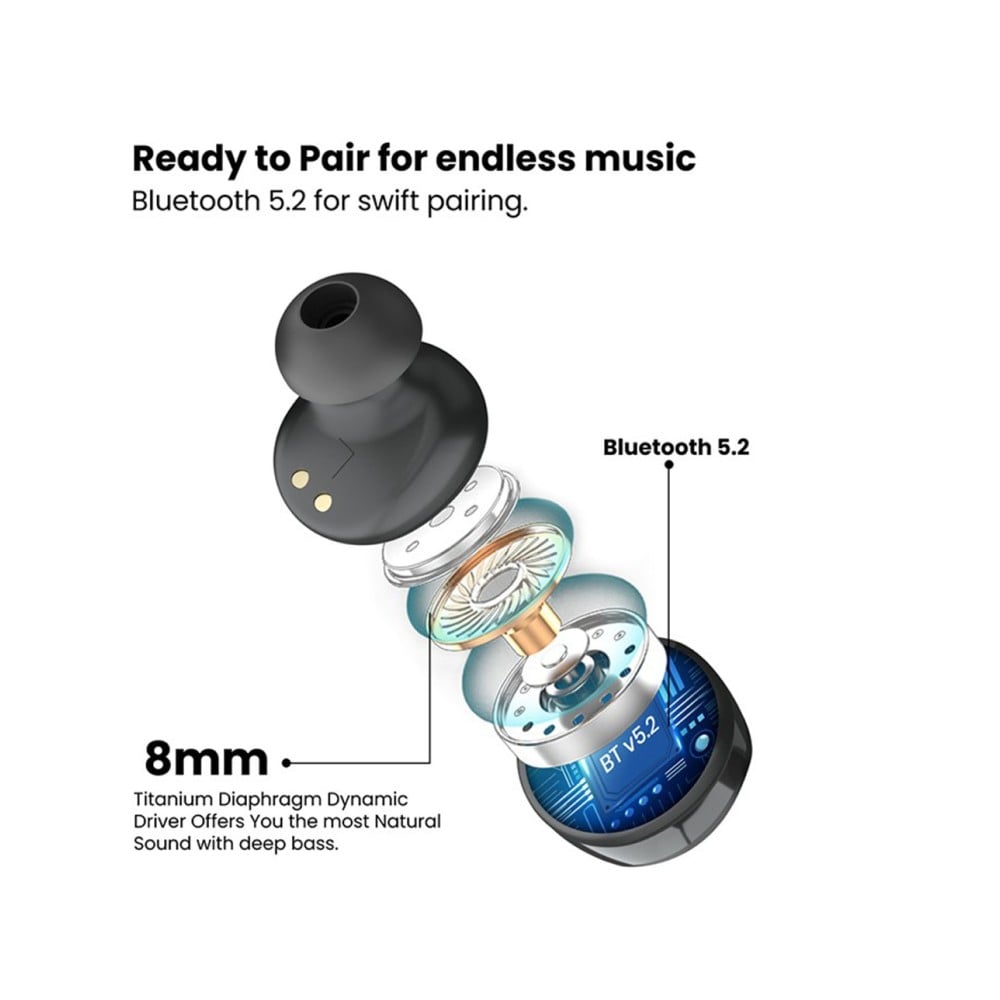 Ready to Pair for endless music
Bluetooth 5.2 for swift pairing.
Bluetooth 5.2
BT v5.2
8mm
Titanium Diaphragm Dynamic
Driver Offers You the most Natural
Sound with deep bass.